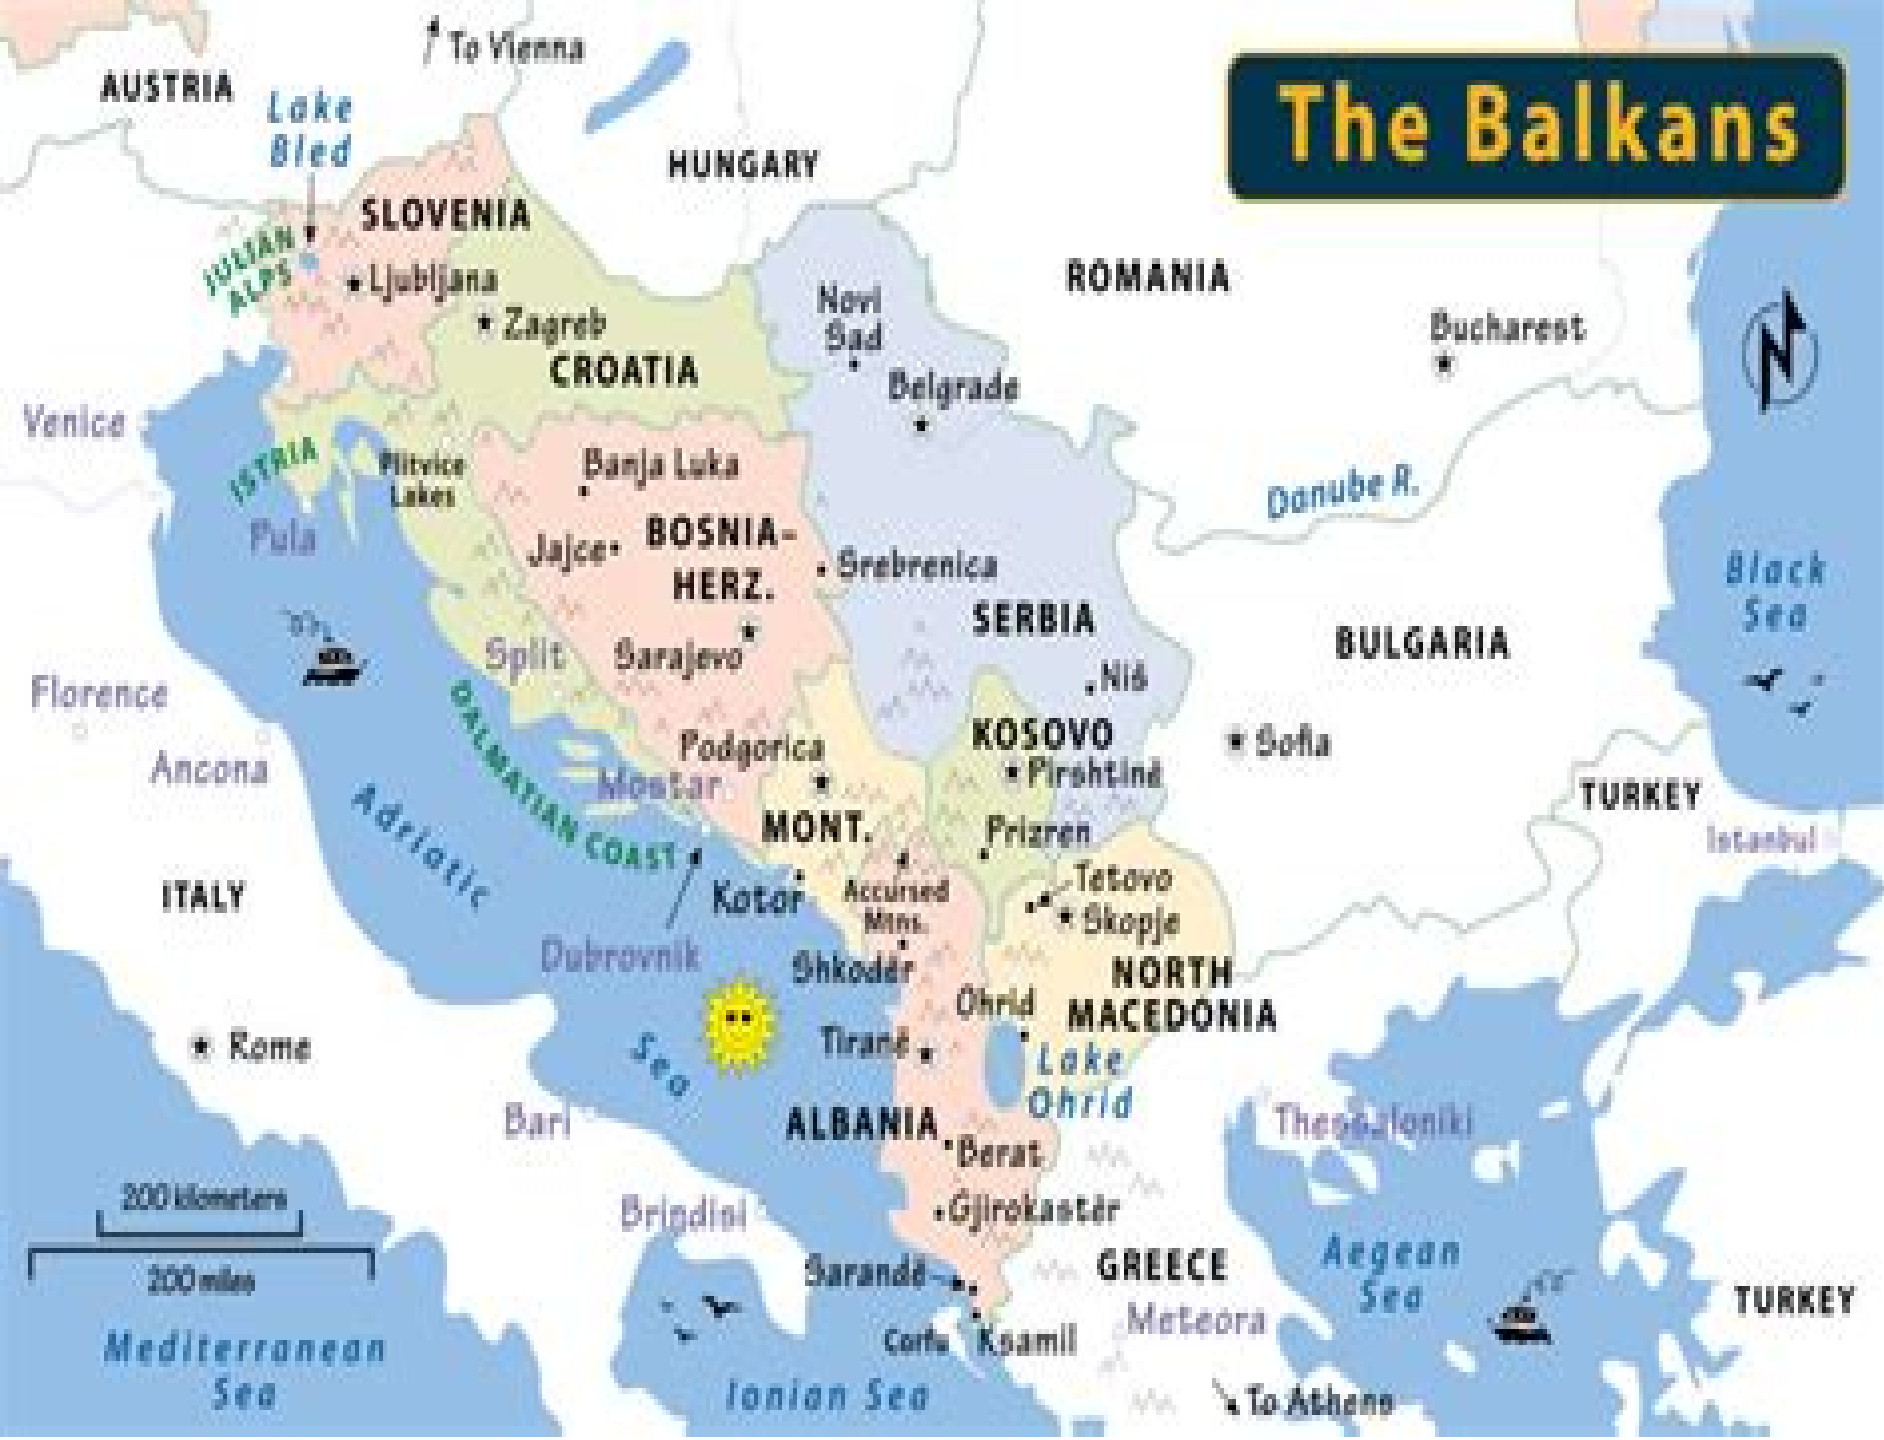 To Vienna
The Balkans
AUSTRIA
Lake
Bled
HUNGARY
SLOVENIA
JULIAN
ALPS
Ljubljana
ROMANIA
Zagreb
Novi
Sad
Bucharest
CROATIA
Belgrade
Venice
ISTRIA
Plitvice
Lakes
Banja Luka
Danube R.
Pula
Jajce
BOSNIA-
HERZ.
Srebrenica
Black
Sea
SERBIA
BULGARIA
Split
Sarajevo
Niš
Florence
DALMATIAN COAST
Podgorica
KOSOVO
Sofia
Ancona
Mostar
Pirshtinë
TURKEY
Adriatic
Sea
MONT.
Prizren
Istanbul
ITALY
Kotor
Accursed
Mtns.
Tetovo
Skopje
Dubrovnik
Shkodër
NORTH
MACEDONIA
Ohrid
Rome
Tiranë
Lake
Ohrid
Bari
ALBANIA
Berat
Thessaloniki
200 kilometers
200 miles
Brindisi
Gjirokastër
Sarandë
GREECE
Aegean
Sea
TURKEY
Meteora
Corfu
Ksamil
Mediterranean
Sea
Ionian Sea
To Athens
N